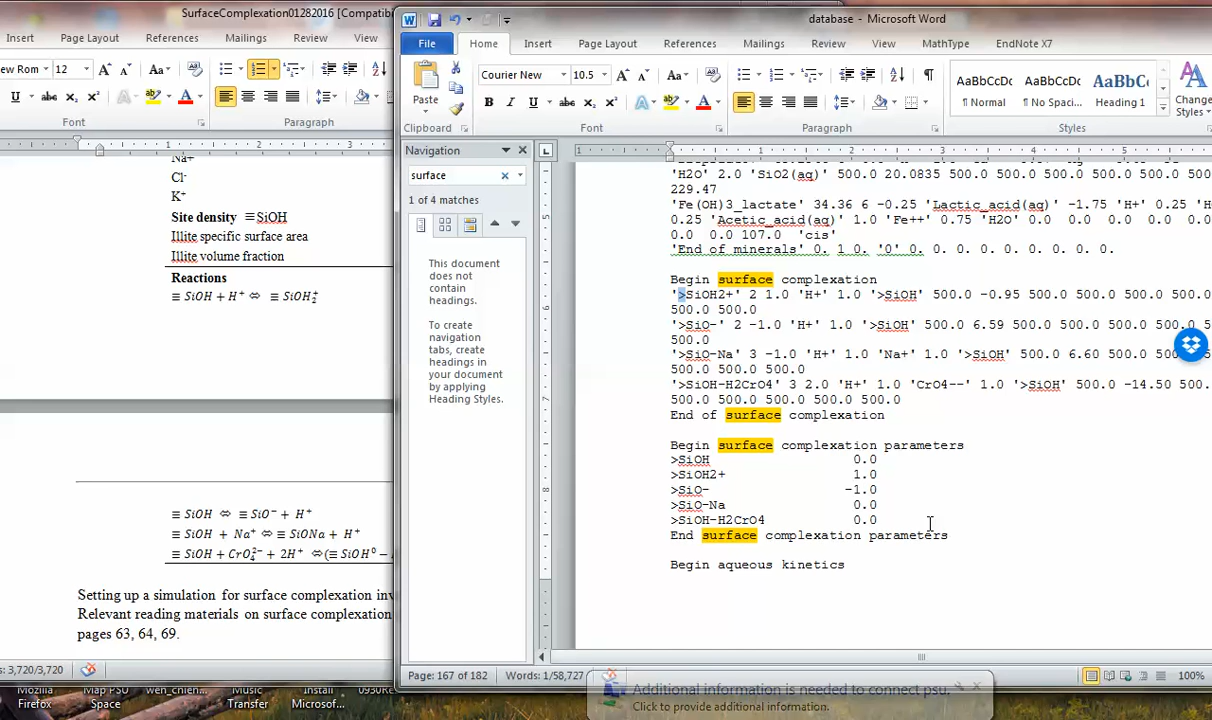 SurfaceComplexation01282016 [Compatib
Insert Page Layout References Mailings Review View
ew Rom 12
Font Paragraph
Na+
Cl-
K+
Site density ≡SiOH
Illite specific surface area
Illite volume fraction
Reactions
≡ SiOH + H+ ⇔ ≡ SiOH2+
≡ SiOH ⇔ ≡ SiO− + H+
≡ SiOH + Na+ ⇔ ≡ SiONa + H+
≡ SiOH + CrO4 2− + 2H+ ⇔ (≡ SiOH0 −
Setting up a simulation for surface complexation inv
Relevant reading materials on surface complexation
pages 63, 64, 69.
s: 3,720/3,720
database - Microsoft Word
File Home Insert Page Layout References Mailings Review View MathType EndNote X7
Paste
Courier New 10.5
AaBbCcDc AaBbCcDc AaBbCc
¶ Normal ¶ No Spaci... Heading 1
Change
Styles
Clipboard Font Paragraph Styles
Navigation
surface
1 of 4 matches
This document
does not
contain
headings.
To create
navigation
tabs, create
headings in
your document
by applying
Heading Styles.
'H2O' 2.0 'SiO2(aq)' 500.0 20.0835 500.0 500.0 500.0 500.0
229.47
'Fe(OH)3_lactate' 34.36 6 -0.25 'Lactic_acid(aq) -1.75 'H+' 0.25 'H
0.25 'Acetic_acid(aq)' 1.0 'Fe++' 0.75 'H2O' 0.0 0.0 0.0 0.0
0.0 0.0 107.0 'cis'
'End of minerals' 0. 1 0. '0' 0. 0. 0. 0. 0. 0. 0. 0.
Begin surface complexation
'>SiOH2+' 2 1.0 'H+' 1.0 '>SiOH' 500.0 -0.95 500.0 500.0 500.0
500.0 500.0
'>SiO-' 2 -1.0 'H+' 1.0 '>SiOH' 500.0 6.59 500.0 500.0 500.0
500.0
'>SiO-Na' 3 -1.0 'H+' 1.0 'Na+' 1.0 '>SiOH' 500.0 6.60 500.0 500
500.0 500.0 500.0
'>SiOH-H2CrO4' 3 2.0 'H+' 1.0 'CrO4--' 1.0 '>SiOH' 500.0 -14.50 500.
500.0 500.0 500.0 500.0 500.0
End of surface complexation
Begin surface complexation parameters
>SiOH 0.0
>SiOH2+ 1.0
>SiO- -1.0
>SiO-Na 0.0
>SiOH-H2CrO4 0.0
End surface complexation parameters
Begin aqueous kinetics
Page: 167 of 182 Words: 1/58,727 100%
Additional information is needed to connect psu.
Click to provide additional information.
Mozilla
Firefox
Map PSU
Space
wen_chien
Music
Transfer
Install
Microsof...
0930Re